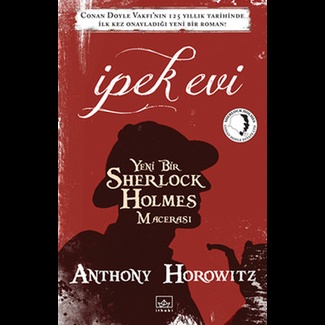 CONAN DOYLE VAKFI'NIN 125 YILLIK TARİHİNDE
İLK KEZ ONAYLADIĞI YENİ BİR ROMAN!
ipek evi
YENİ BİR
SHERLOCK
HOLMES
MACERASI
ANTHONY HOROWITZ
ithaki